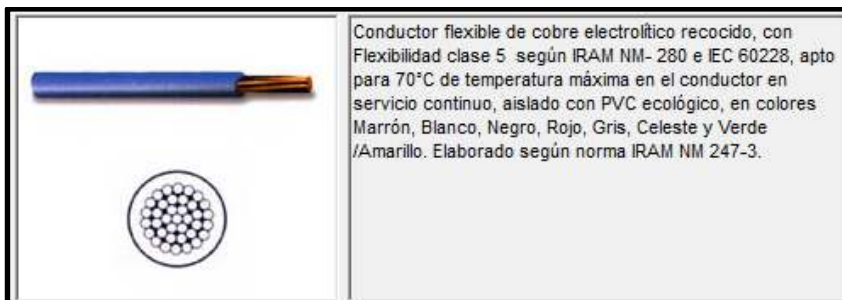 Conductor flexible de cobre electrolítico recocido, con
Flexibilidad clase 5 según IRAM NM- 280 e IEC 60228, apto
para 70°C de temperatura máxima en el conductor en
servicio continuo, aislado con PVC ecológico, en colores
Marrón, Blanco, Negro, Rojo, Gris, Celeste y Verde
/Amarillo. Elaborado según norma IRAM NM 247-3.